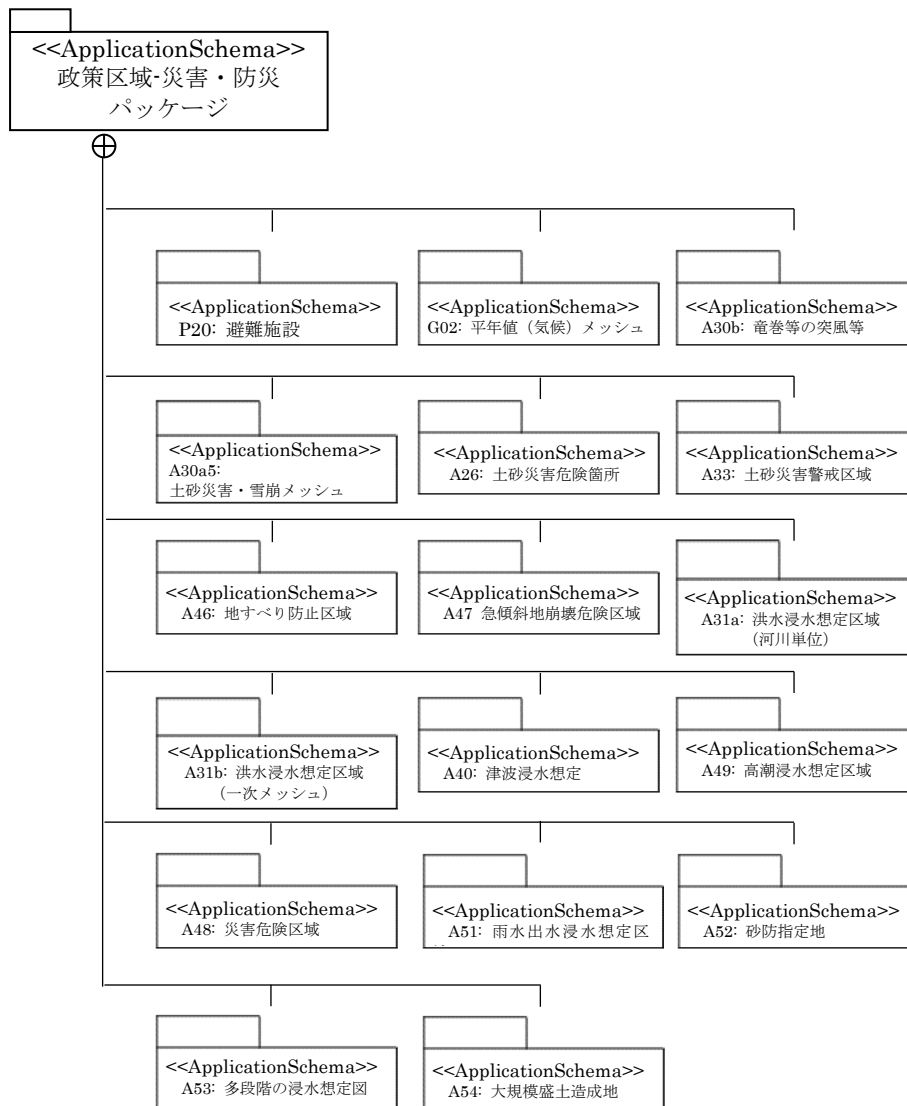 <<ApplicationSchema>>
政策区域-災害・防災
パッケージ
<<ApplicationSchema>>
P20: 避難施設
<<ApplicationSchema>>
G02: 平年値（気候）メッシュ
<<ApplicationSchema>>
A30b: 竜巻等の突風等
<<ApplicationSchema>>
A30a5:
土砂災害・雪崩メッシュ
<<ApplicationSchema>>
A26: 土砂災害危険箇所
<<ApplicationSchema>>
A33: 土砂災害警戒区域
<<ApplicationSchema>>
A46: 地すべり防止区域
<<ApplicationSchema>>
A47 急傾斜地崩壊危険区域
<<ApplicationSchema>>
A31a: 洪水浸水想定区域
（河川単位）
<<ApplicationSchema>>
A31b: 洪水浸水想定区域
（一次メッシュ）
<<ApplicationSchema>>
A40: 津波浸水想定
<<ApplicationSchema>>
A49: 高潮浸水想定区域
<<ApplicationSchema>>
A48: 災害危険区域
<<ApplicationSchema>>
A51: 雨水出水浸水想定区
<<ApplicationSchema>>
A52: 砂防指定地
<<ApplicationSchema>>
A53: 多段階の浸水想定図
<<ApplicationSchema>>
A54: 大規模盛土造成地